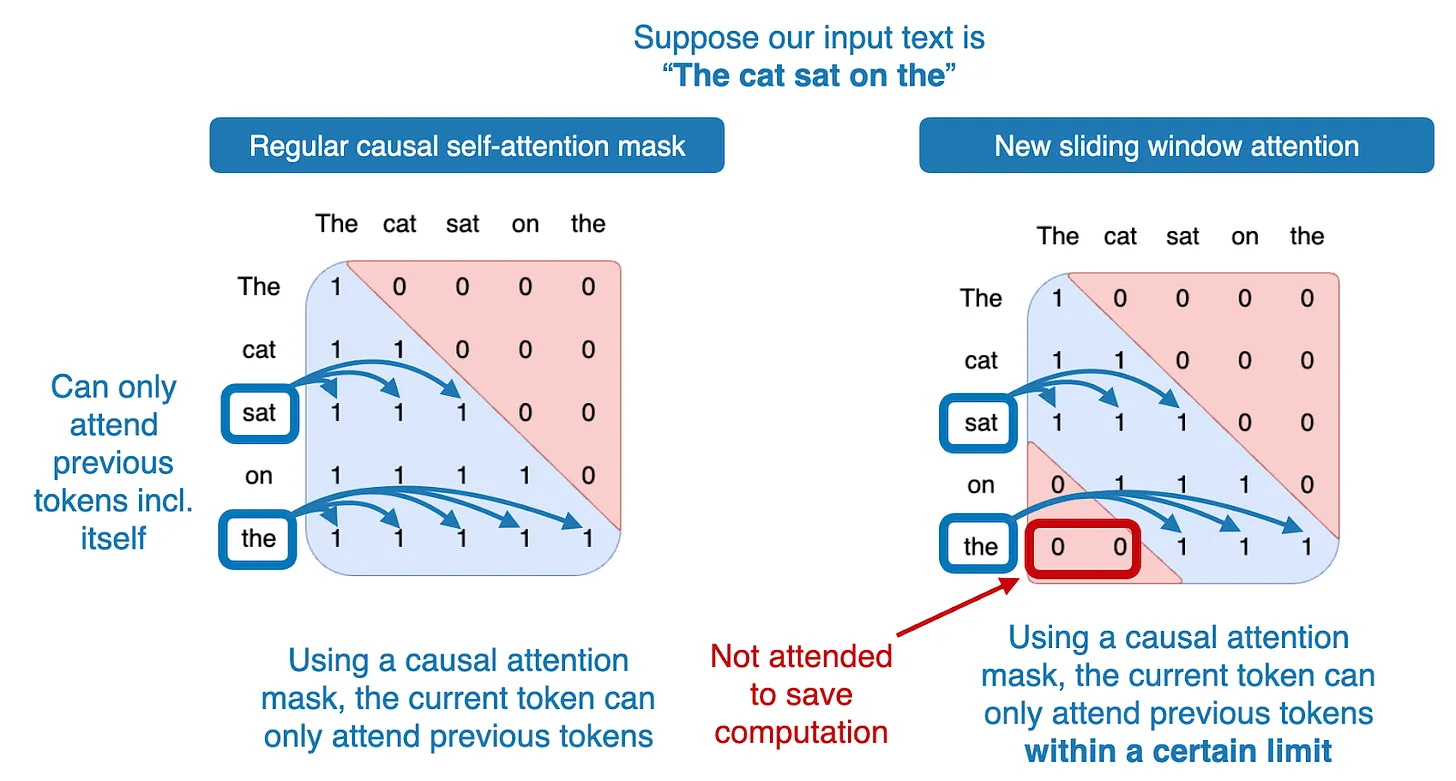 Suppose our input text is
“The cat sat on the”
Regular causal self-attention mask
The cat sat on the
The 1 0 0 0 0
cat 1 1 0 0 0
sat 1 1 1 0 0
on 1 1 1 1 0
the 1 1 1 1 1
Can only
attend
previous
tokens incl.
itself
Using a causal attention
mask, the current token can
only attend previous tokens
New sliding window attention
The cat sat on the
The 1 0 0 0 0
cat 1 1 0 0 0
sat 1 1 1 0 0
on 0 1 1 1 0
the 0 0 1 1 1
Not attended
to save
computation
Using a causal attention
mask, the current token can
only attend previous tokens
within a certain limit